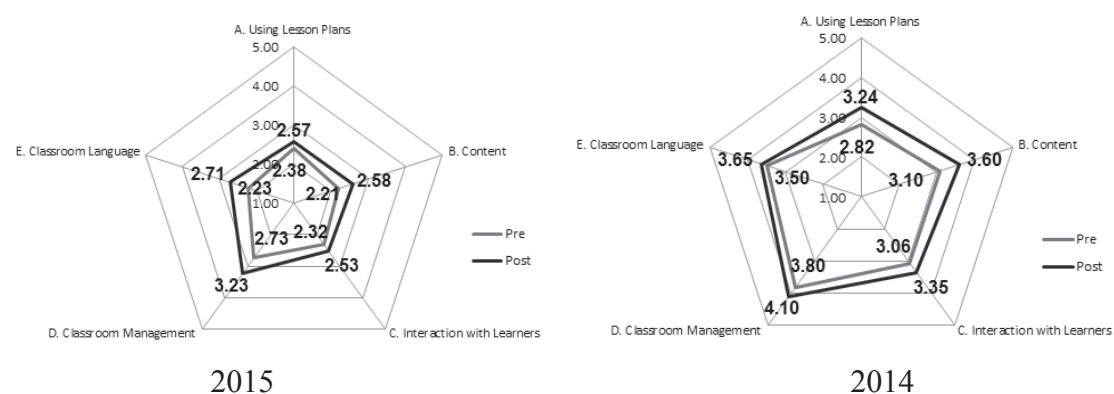 A. Using Lesson Plans
5.00
4.00
3.00
2.57
2.00
2.38
1.00
E. Classroom Language
2.71
2.23
B. Content
2.58
2.21
2.73
2.32
2.53
3.23
D. Classroom Management
C. Interaction with Learners
Pre
Post
2015
A. Using Lesson Plans
5.00
4.00
3.24
3.00
2.82
2.00
1.00
E. Classroom Language
3.65
3.50
B. Content
3.60
3.10
3.80
3.06
3.35
4.10
D. Classroom Management
C. Interaction with Learners
Pre
Post
2014